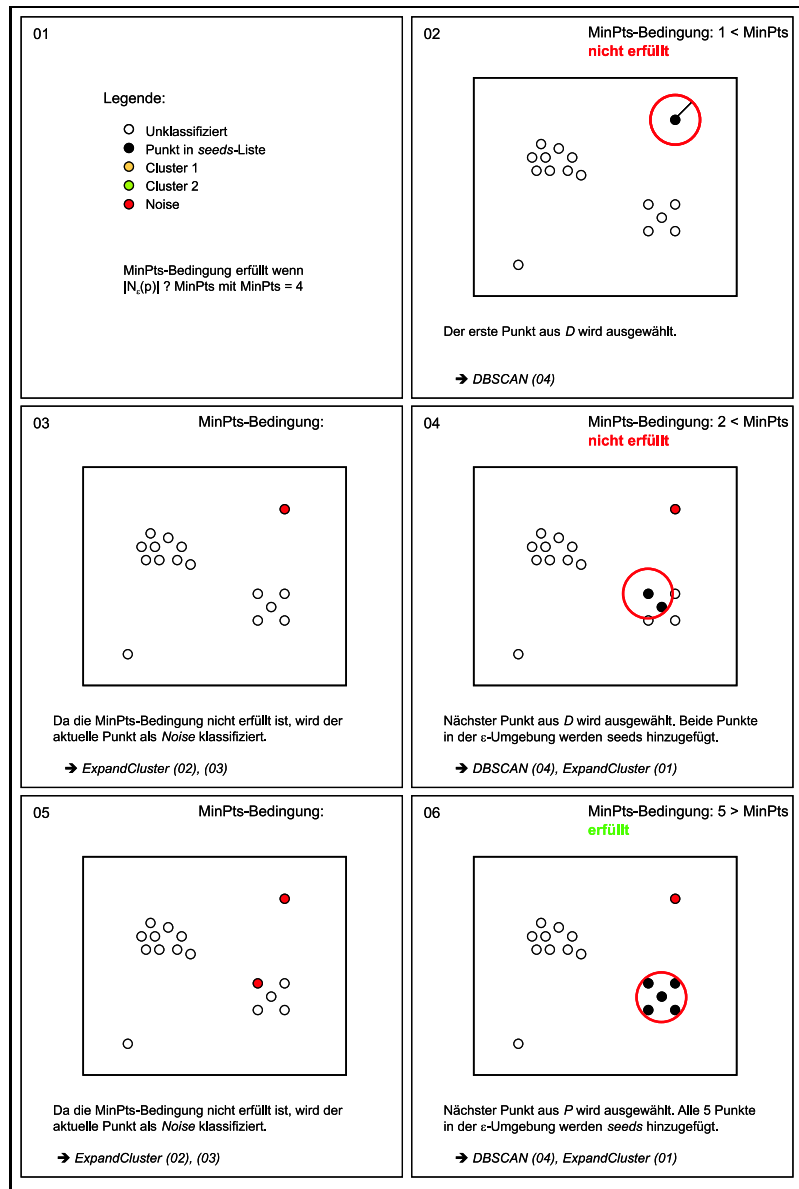 01
Legende:
Unklassifiziert
Punkt in seeds-Liste
Cluster 1
Cluster 2
Noise
MinPts-Bedingung erfüllt wenn
|Nε(p)| ? MinPts mit MinPts = 4
02 MinPts-Bedingung: 1 < MinPts
nicht erfüllt
Der erste Punkt aus D wird ausgewählt.
➔ DBSCAN (04)
03 MinPts-Bedingung:
Da die MinPts-Bedingung nicht erfüllt ist, wird der
aktuelle Punkt als Noise klassifiziert.
➔ ExpandCluster (02), (03)
04 MinPts-Bedingung: 2 < MinPts
nicht erfüllt
Nächster Punkt aus D wird ausgewählt. Beide Punkte
in der ε-Umgebung werden seeds hinzugefügt.
➔ DBSCAN (04), ExpandCluster (01)
05 MinPts-Bedingung:
Da die MinPts-Bedingung nicht erfüllt ist, wird der
aktuelle Punkt als Noise klassifiziert.
➔ ExpandCluster (02), (03)
06 MinPts-Bedingung: 5 > MinPts
erfüllt
Nächster Punkt aus P wird ausgewählt. Alle 5 Punkte
in der ε-Umgebung werden seeds hinzugefügt.
➔ DBSCAN (04), ExpandCluster (01)